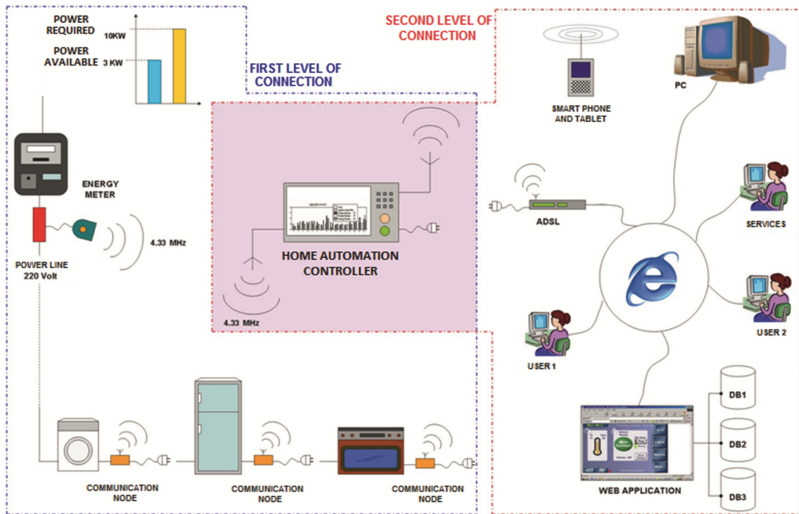 POWER
REQUIRED
10KW
POWER
AVAILABLE
3 KW
FIRST LEVEL OF
CONNECTION
SECOND LEVEL OF
CONNECTION
SMART PHONE
AND TABLET
PC
ENERGY
METER
4.33 MHz
POWER LINE
220 Volt
HOME AUTOMATION
CONTROLLER
4.33 MHz
ADSL
SERVICES
USER 1
USER 2
COMMUNICATION
NODE
COMMUNICATION
NODE
COMMUNICATION
NODE
WEB APPLICATION
DB1
DB2
DB3